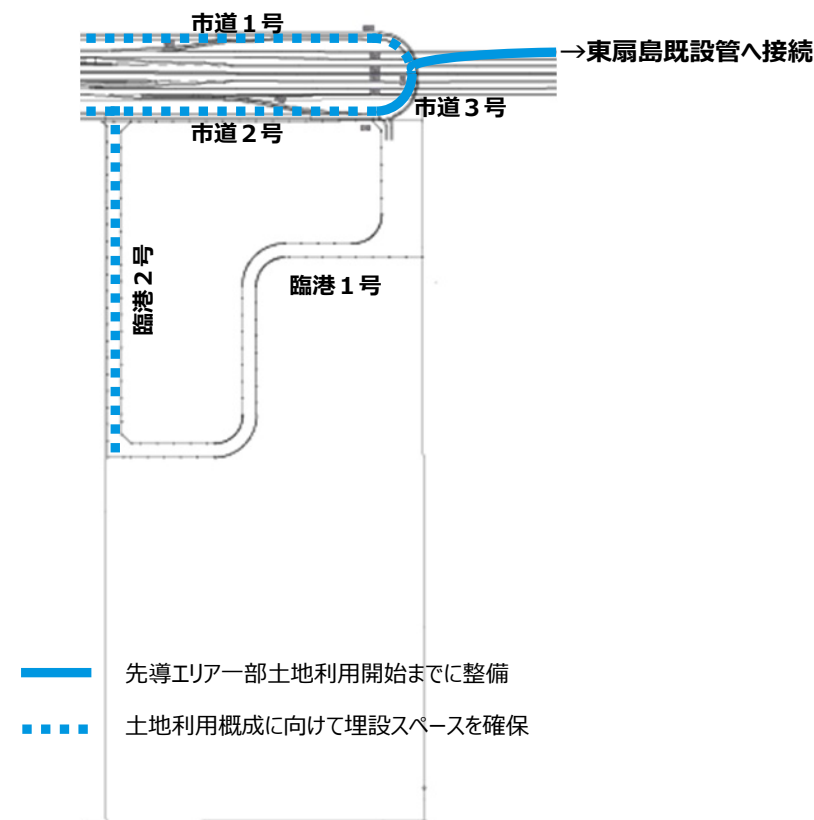 市道１号
→東扇島既設管へ接続
市道３号
市道２号
臨港２号
臨港１号
先導エリア一部土地利用開始までに整備
土地利用概成に向けて埋設スペースを確保